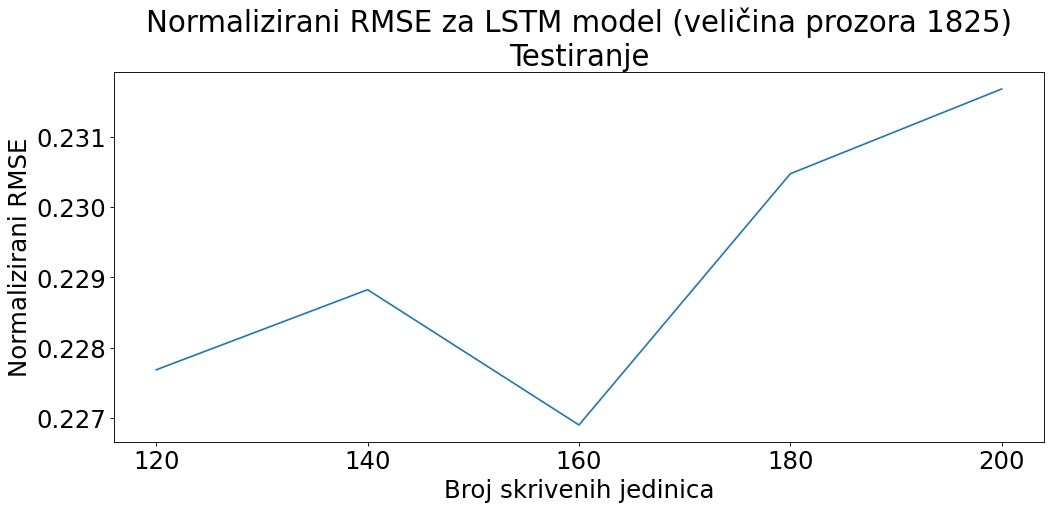 Normalizirani RMSE za LSTM model (veličina prozora 1825)
Testiranje
Normalizirani RMSE
0.231
0.230
0.229
0.228
0.227
120 140 160 180 200
Broj skrivenih jedinica